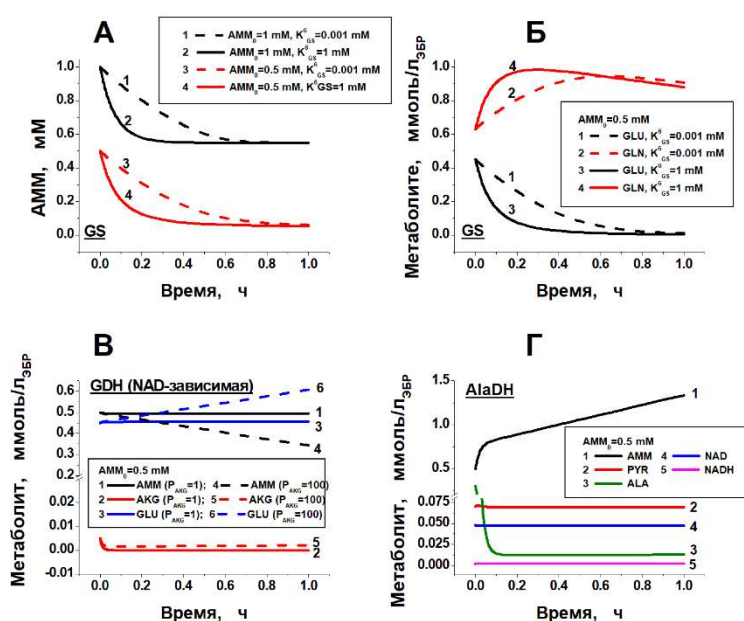 А
1 AMM₀=1 mM, K⁶GS=0.001 mM
2 AMM₀=1 mM, K⁶GS=1 mM
3 AMM₀=0.5 mM, K⁶GS=0.001 mM
4 AMM₀=0.5 mM, K⁶GS=1 mM
АММ, мМ
1.0
0.8
0.6
0.4
0.2
0.0
1
2
3
4
GS
0.0 0.2 0.4 0.6 0.8 1.0
Время, ч
Б
AMM₀=0.5 mM
1 GLU, K⁶GS=0.001 mM
2 GLN, K⁶GS=0.001 mM
3 GLU, K⁶GS=1 mM
4 GLN, K⁶GS=1 mM
Метаболите, ммоль/лЭБР
1.0
0.8
0.6
0.4
0.2
0.0
4
2
1
3
GS
0.0 0.2 0.4 0.6 0.8 1.0
Время, ч
В
GDH (NAD-зависимая)
Метаболит, ммоль/лЭБР
0.6
0.5
0.4
0.3
0.2
0.005
0.000
-0.01
6
1
3
4
AMM₀=0.5 mM
1 AMM (PAKG=1); 4 AMM (PAKG=100)
2 AKG (PAKG=1); 5 AKG (PAKG=100)
3 GLU (PAKG=1); 6 GLU (PAKG=100)
5
2
0.0 0.2 0.4 0.6 0.8 1.0
Время, ч
Г
AlaDH
Метаболит, ммоль/лЭБР
1.5
1.0
0.5
0.075
0.050
0.025
0.000
1
AMM₀=0.5 mM
1 AMM 4 NAD
2 PYR 5 NADH
3 ALA
2
4
3
5
0.0 0.2 0.4 0.6 0.8 1.0
Время, ч